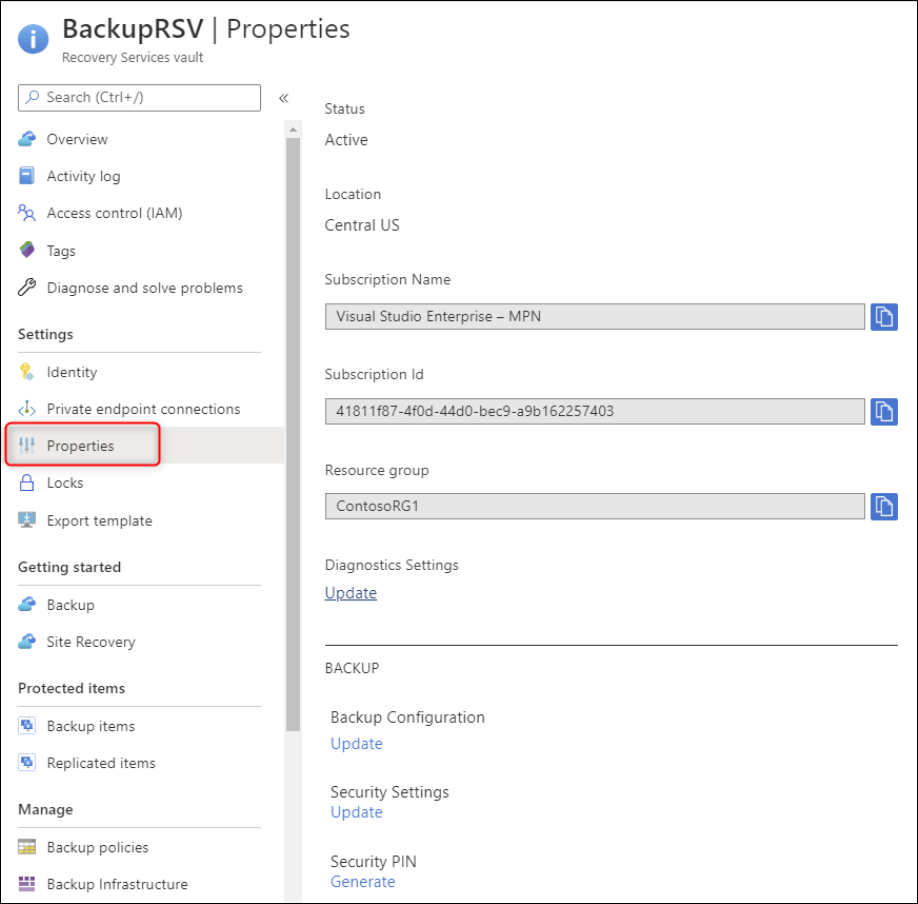 BackupRSV | Properties
Recovery Services vault
Search (Ctrl+/)
«
Overview
Activity log
Access control (IAM)
Tags
Diagnose and solve problems
Settings
Identity
Private endpoint connections
Properties
Locks
Export template
Getting started
Backup
Site Recovery
Protected items
Backup items
Replicated items
Manage
Backup policies
Backup Infrastructure
Status
Active
Location
Central US
Subscription Name
Visual Studio Enterprise – MPN
Subscription Id
41811f87-4f0d-44d0-bec9-a9b162257403
Resource group
ContosoRG1
Diagnostics Settings
Update
BACKUP
Backup Configuration
Update
Security Settings
Update
Security PIN
Generate